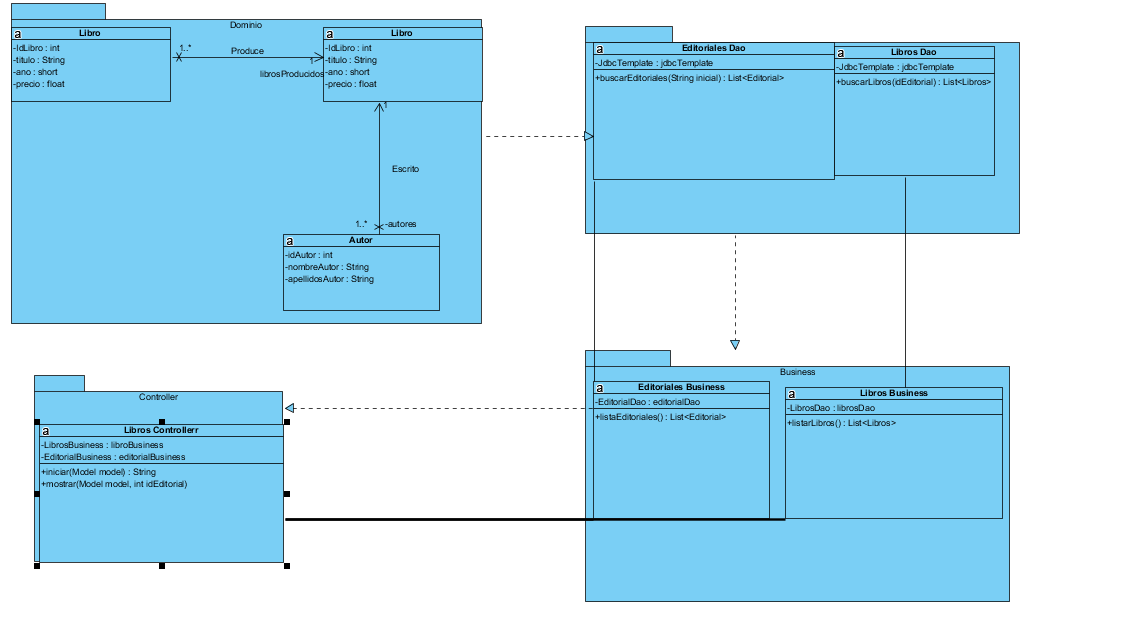 Dominio
a Libro
-IdLibro : int
-titulo : String
-ano : short
-precio : float
1..*
Produce
1
librosProducidos
a Libro
-IdLibro : int
-titulo : String
-ano : short
-precio : float
1
Escrito
1..*
-autores
a Autor
-idAutor : int
-nombreAutor : String
-apellidosAutor : String
a Editoriales Dao
-JdbcTemplate : jdbcTemplate
+buscarEditoriales(String inicial) : List<Editorial>
a Libros Dao
-JdbcTemplate : jdbcTemplate
+buscarLibros(idEditorial) : List<Libros>
Controller
a Libros Controllerr
-LibrosBusiness : libroBusiness
-EditorialBusiness : editorialBusiness
+iniciar(Model model) : String
+mostrar(Model model, int idEditorial)
Business
a Editoriales Business
-EditorialDao : editorialDao
+listaEditoriales() : List<Editorial>
a Libros Business
-LibrosDao : librosDao
+listarLibros() : List<Libros>